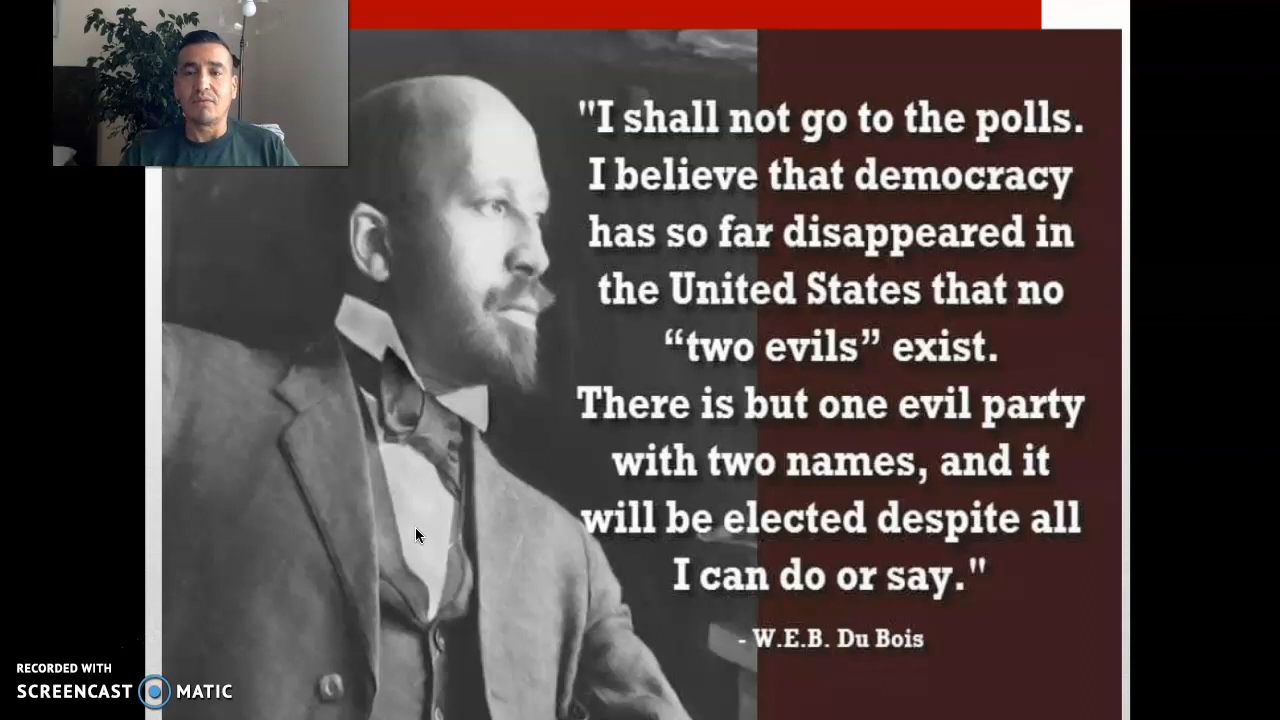 "I shall not go to the polls.
I believe that democracy
has so far disappeared in
the United States that no
“two evils” exist.
There is but one evil party
with two names, and it
will be elected despite all
I can do or say."
- W.E.B. Du Bois
RECORDED WITH
SCREENCAST MATIC